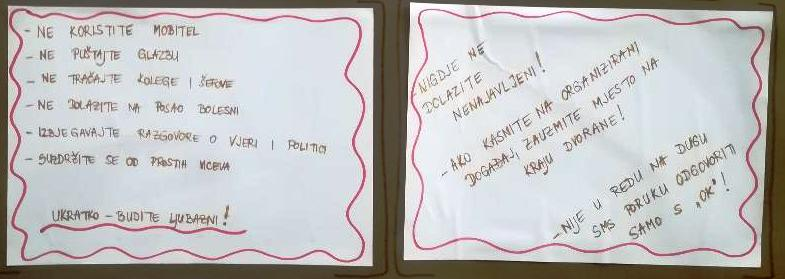 - NE KORISTITE MOBITEL
- NE PUŠTAJTE GLAZBU
- NE TRAČAJTE KOLEGE I ŠEFOVE
- NE DOLAZITE NA POSAO BOLESNI
- IZBJEGAVAJTE RAZGOVORE O VJERI I POLITICI
- SUZDRŽITE SE OD PROSTIH VICEVA
UKRATKO - BUDITE LJUBAZNI!
- NIGDJE NE
DOLAZITE
NENAJAVLJENI!
- AKO KASNITE NA ORGANIZIRANI
DOGAĐAJ, ZAUZMITE MJESTO NA
KRAJU DVORANE!
- NIJE U REDU NA DUGU
SMS PORUKU ODGOVORITI
SAMO S "OK"!